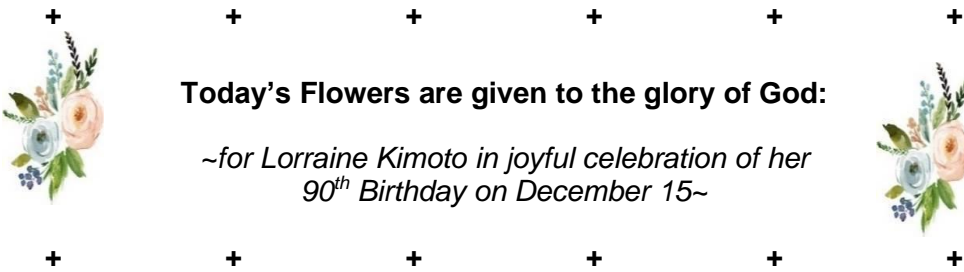 + + + + + +
Today’s Flowers are given to the glory of God:
~for Lorraine Kimoto in joyful celebration of her
90th Birthday on December 15~
+ + + + + +